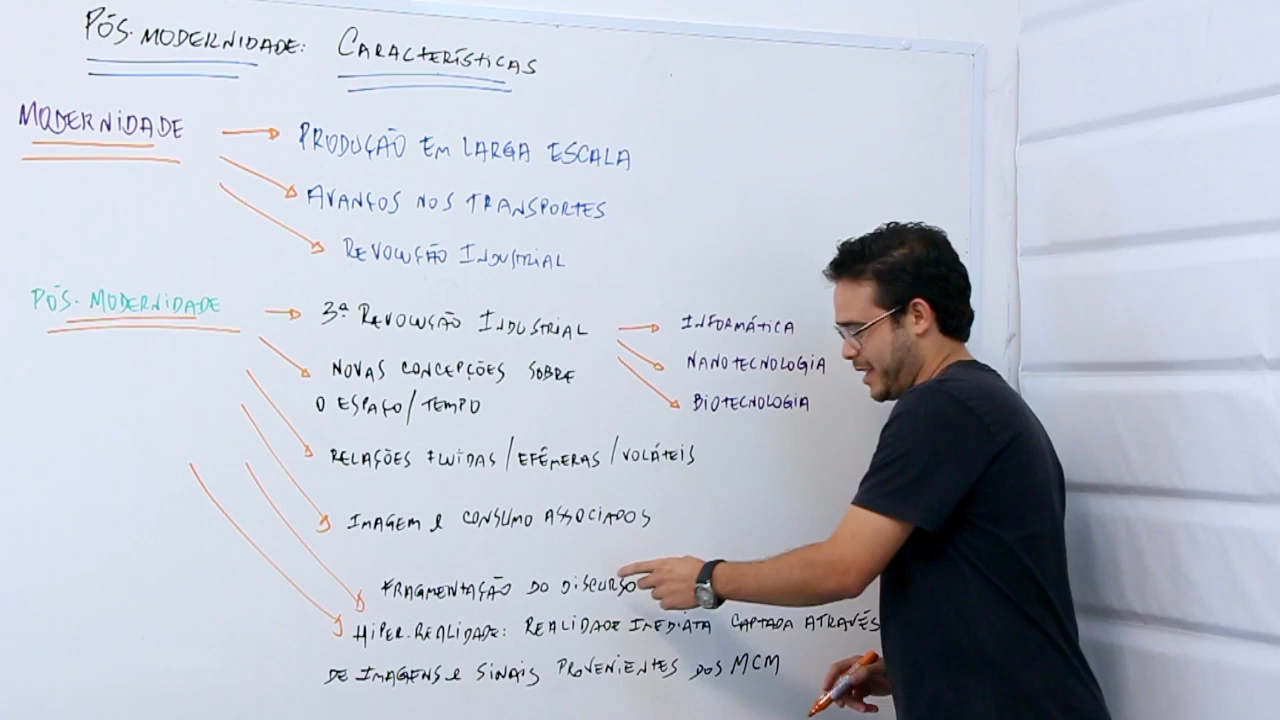 PÓS-MODERNIDADE: CARACTERÍSTICAS
MODERNIDADE
PRODUÇÃO EM LARGA ESCALA
AVANÇOS NOS TRANSPORTES
REVOLUÇÃO INDUSTRIAL
PÓS-MODERNIDADE
3ª REVOLUÇÃO INDUSTRIAL
INFORMÁTICA
NANOTECNOLOGIA
BIOTECNOLOGIA
NOVAS CONCEPÇÕES SOBRE
O ESPAÇO/TEMPO
RELAÇÕES FLUÍDAS/EFÊMERAS/VOLÁTEIS
IMAGEM e CONSUMO ASSOCIADOS
FRAGMENTAÇÃO DO DISCURSO
HIPER-REALIDADE: REALIDADE IMEDIATA CAPTADA ATRAVÉS
DE IMAGENS e SINAIS PROVENIENTES DOS MCM